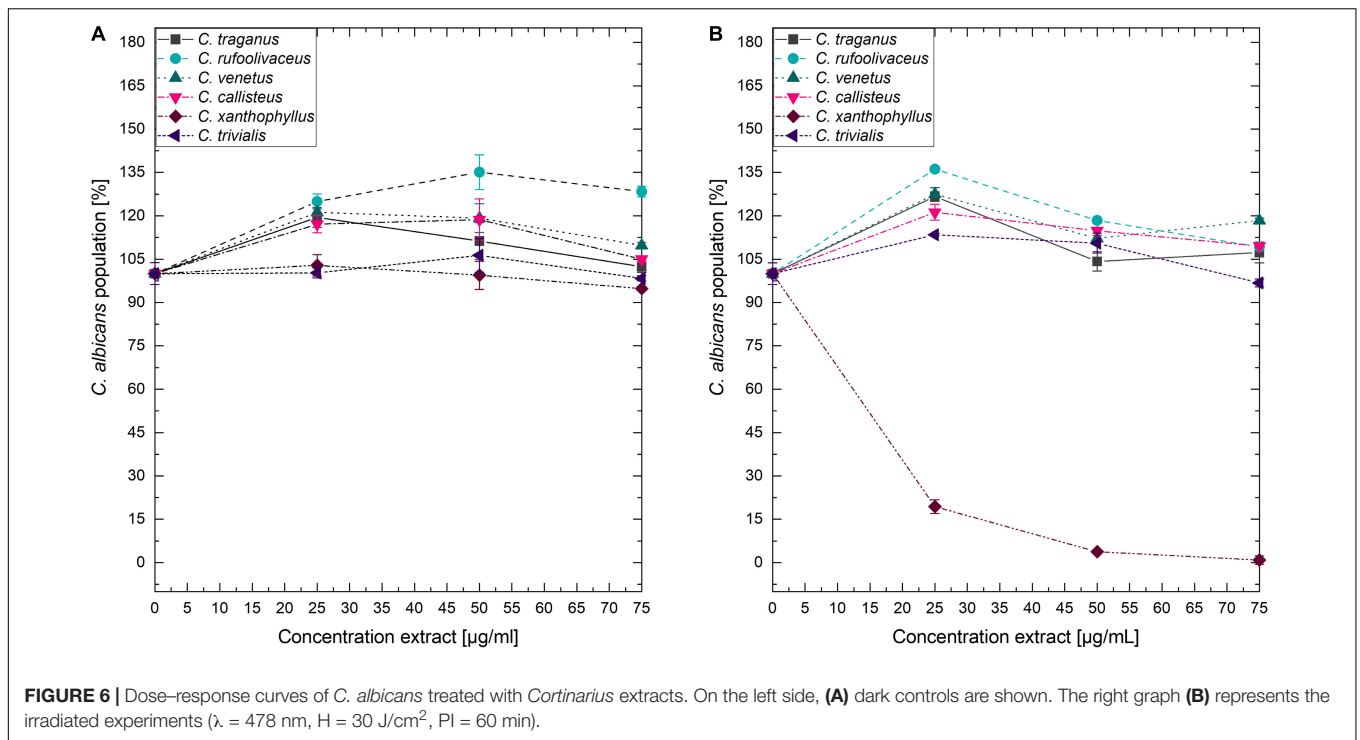 A
180
165
150
135
120
105
90
75
60
45
30
15
0
C. albicans population [%]
C. traganus
C. rufoolivaceus
C. venetus
C. callisteus
C. xanthophyllus
C. trivialis
0 5 10 15 20 25 30 35 40 45 50 55 60 65 70 75
Concentration extract [µg/ml]
B
180
165
150
135
120
105
90
75
60
45
30
15
0
C. albicans population [%]
C. traganus
C. rufoolivaceus
C. venetus
C. callisteus
C. xanthophyllus
C. trivialis
0 5 10 15 20 25 30 35 40 45 50 55 60 65 70 75
Concentration extract [µg/mL]
FIGURE 6 | Dose–response curves of C. albicans treated with Cortinarius extracts. On the left side, (A) dark controls are shown. The right graph (B) represents the
irradiated experiments (λ = 478 nm, H = 30 J/cm², PI = 60 min).